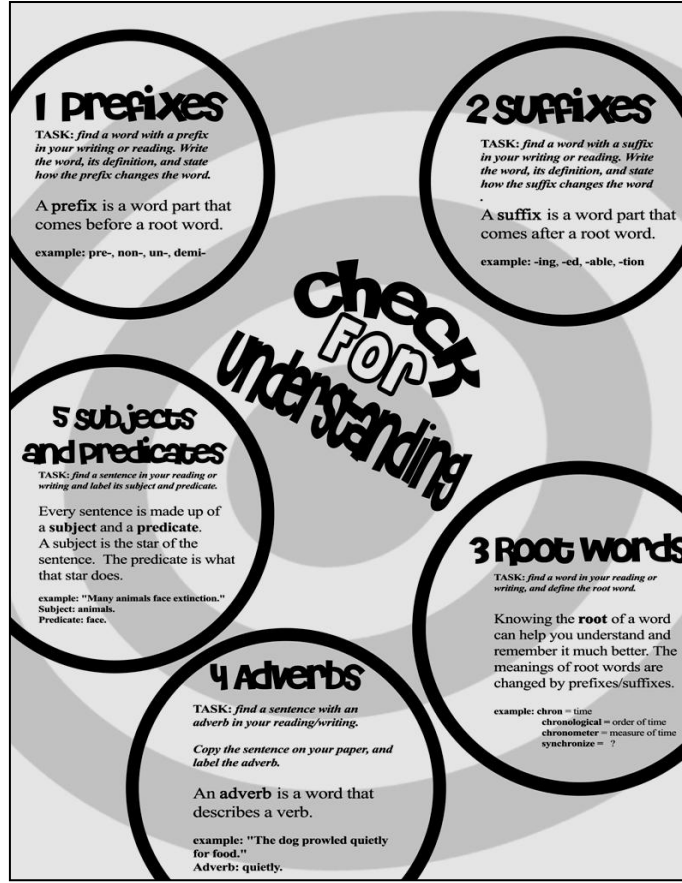 1 Prefixes
TASK: find a word with a prefix
in your writing or reading. Write
the word, its definition, and state
how the prefix changes the word.
A prefix is a word part that
comes before a root word.
example: pre-, non-, un-, demi-
2 Suffixes
TASK: find a word with a suffix
in your writing or reading. Write
the word, its definition, and state
how the suffix changes the word
.
A suffix is a word part that
comes after a root word.
example: -ing, -ed, -able, -tion
check
For
understanding
3 Root Words
TASK: find a word in your reading or
writing, and define the root word.
Knowing the root of a word
can help you understand and
remember it much better. The
meanings of root words are
changed by prefixes/suffixes.
example: chron = time
chronological = order of time
chronometer = measure of time
synchronize = ?
4 Adverbs
TASK: find a sentence with an
adverb in your reading/writing.
Copy the sentence on your paper, and
label the adverb.
An adverb is a word that
describes a verb.
example: "The dog prowled quietly
for food."
Adverb: quietly.
5 Subjects
and Predicates
TASK: find a sentence in your reading or
writing and label its subject and predicate.
Every sentence is made up of
a subject and a predicate.
A subject is the star of the
sentence. The predicate is what
that star does.
example: "Many animals face extinction."
Subject: animals.
Predicate: face.